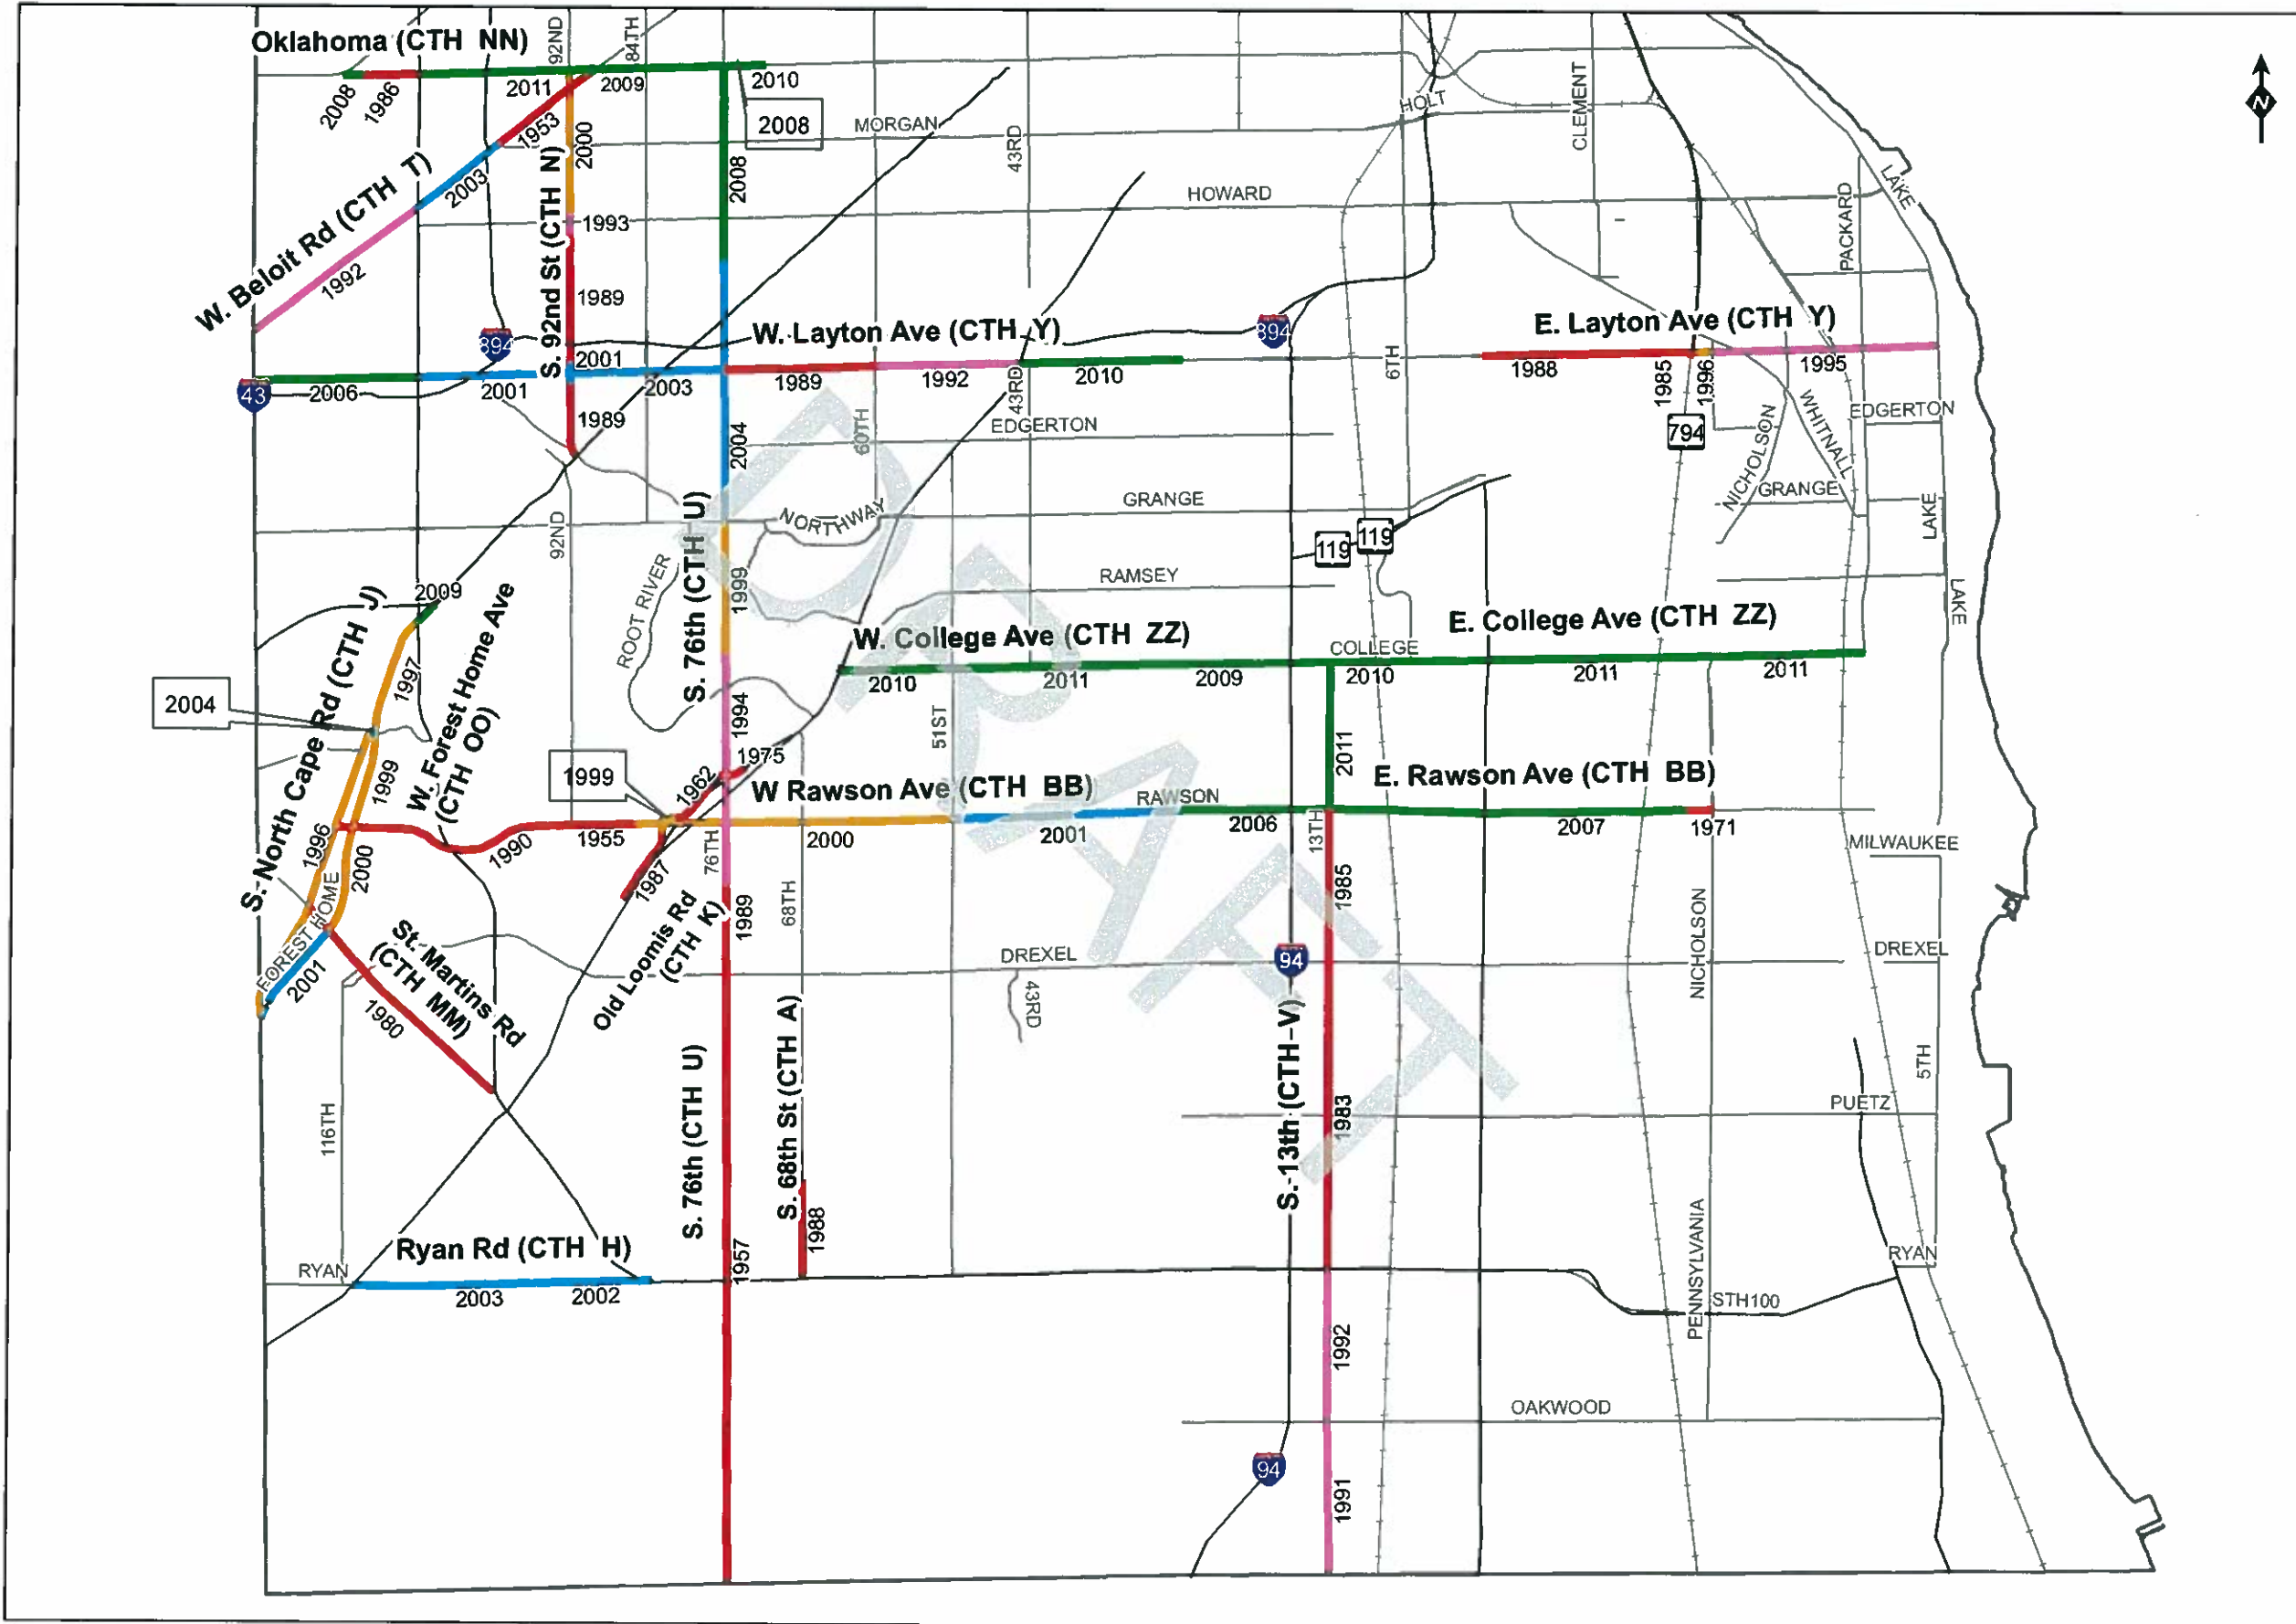 Oklahoma (CTH NN)
92ND
84TH
2008
1986
2011
2009
2010
2008
CLEMENT
HOLT
MORGAN
43RD
1953
2000
2003
2008
W. Beloit Rd (CTH T)
1992
S. 92nd St (CTH N)
1993
HOWARD
PACKARD
LAKE
1989
894
2001
W. Layton Ave (CTH Y)
894
E. Layton Ave (CTH Y)
43
2006
2001
2003
1989
1992
43RD
2010
6TH
1988
1985
1996
1995
1989
2004
60TH
EDGERTON
794
NICHOLSON
WHITNALL
EDGERTON
GRANGE
NORTHWAY
GRANGE
LAKE
92ND
S. 76th (CTH U)
119
119
ROOT RIVER
1999
RAMSEY
LAKE
2009
S. North Cape Rd (CTH J)
1997
W. Forest Home Ave
(CTH OO)
W. College Ave (CTH ZZ)
COLLEGE
E. College Ave (CTH ZZ)
2010
2011
2009
2010
2011
2011
2004
1994
51ST
1999
1999
1962
1975
W Rawson Ave (CTH BB)
RAWSON
2011
E. Rawson Ave (CTH BB)
1996
2000
1990
1955
1987
76TH
2000
2001
2006
13TH
2007
1971
MILWAUKEE
FOREST HOME
2001
St. Martins Rd
(CTH MM)
1980
Old Loomis Rd
(CTH K)
1989
68TH
1985
NICHOLSON
DREXEL
43RD
94
DREXEL
116TH
S. 76th (CTH U)
S. 68th St (CTH A)
S. 13th (CTH V)
1983
5TH
PUETZ
1988
1957
Ryan Rd (CTH H)
RYAN
2003
2002
PENNSYLVANIA
STH100
RYAN
1992
OAKWOOD
94
1991
N
DRAFT